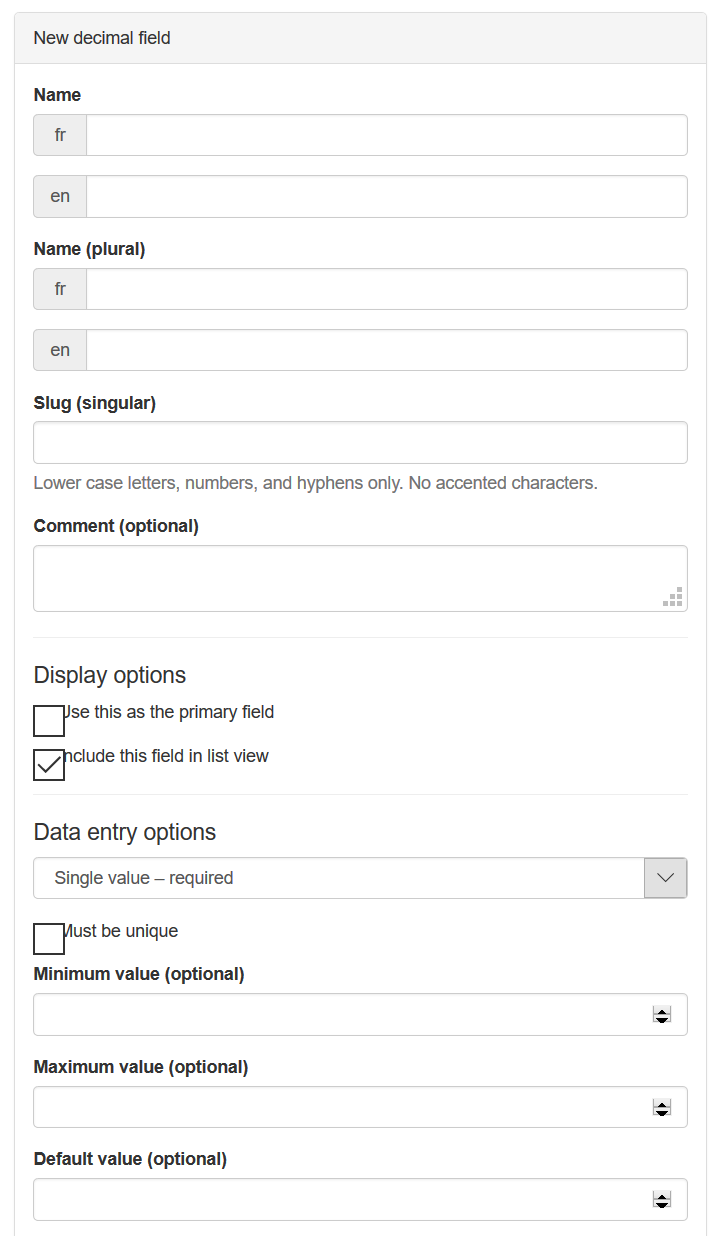 New decimal field
Name
fr
en
Name (plural)
fr
en
Slug (singular)
Lower case letters, numbers, and hyphens only. No accented characters.
Comment (optional)
Display options
Use this as the primary field
Include this field in list view
Data entry options
Single value – required
Must be unique
Minimum value (optional)
Maximum value (optional)
Default value (optional)